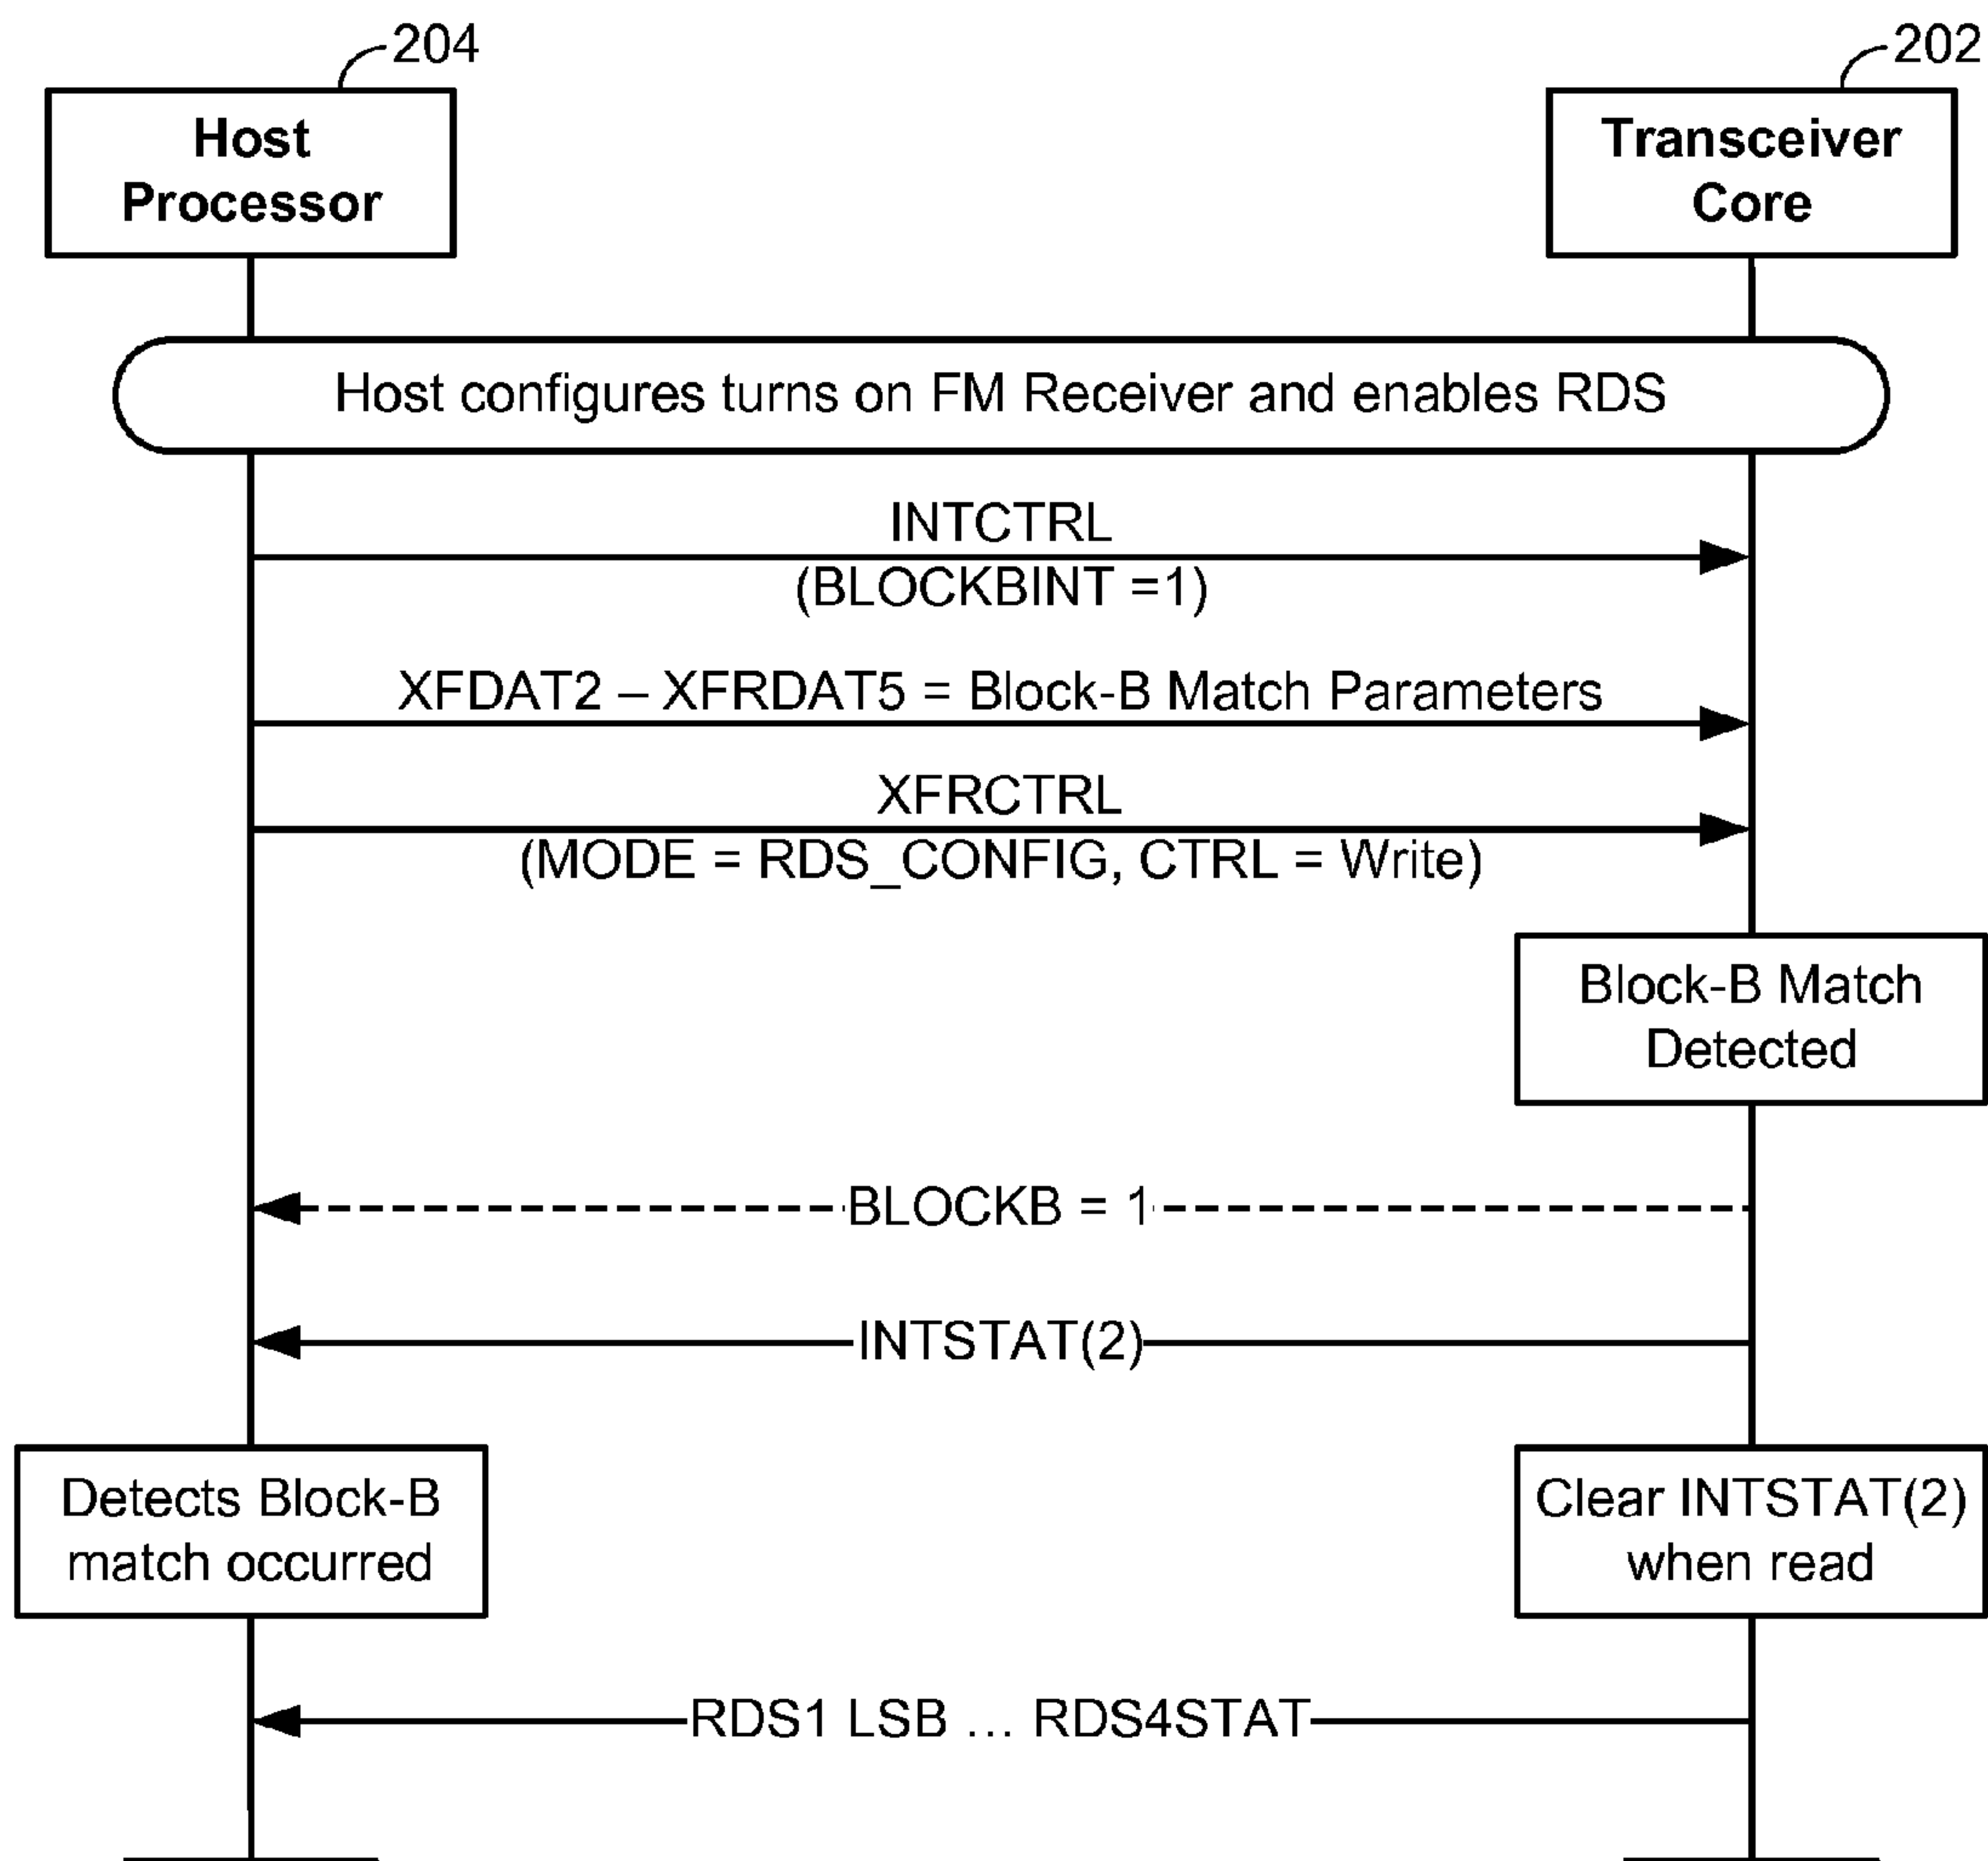 204
202
Host
Processor
Transceiver
Core
Host configures turns on FM Receiver and enables RDS
INTCTRL
(BLOCKBINT =1)
XFDAT2 – XFRDAT5 = Block-B Match Parameters
XFRCTRL
(MODE = RDS_CONFIG, CTRL = Write)
Block-B Match
Detected
BLOCKB = 1
INTSTAT(2)
Detects Block-B
match occurred
Clear INTSTAT(2)
when read
RDS1 LSB ... RDS4STAT